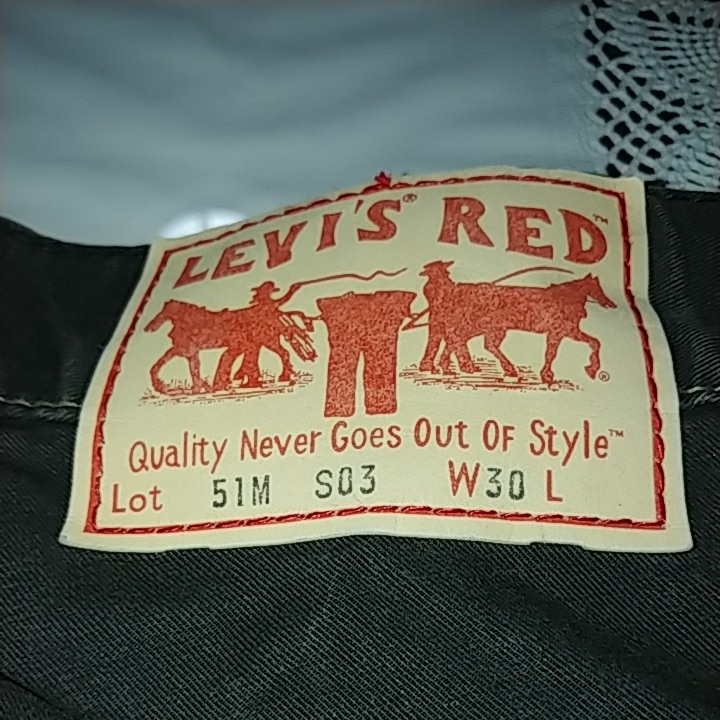 LEVI'S® RED™
®
Quality Never Goes Out Of Style™
Lot 51M S03 W30 L